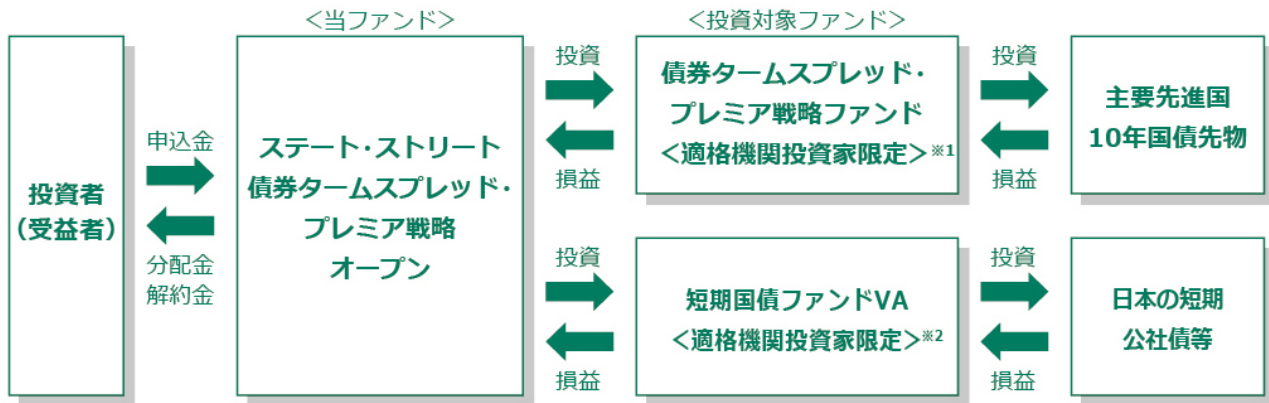 ＜当ファンド＞
＜投資対象ファンド＞
投資者
（受益者）
申込金
分配金
解約金
ステート・ストリート
債券タームスプレッド・
プレミア戦略
オープン
投資
損益
債券タームスプレッド・
プレミア戦略ファンド
＜適格機関投資家限定＞※1
投資
損益
主要先進国
10年国債先物
投資
損益
短期国債ファンドVA
＜適格機関投資家限定＞※2
投資
損益
日本の短期
公社債等